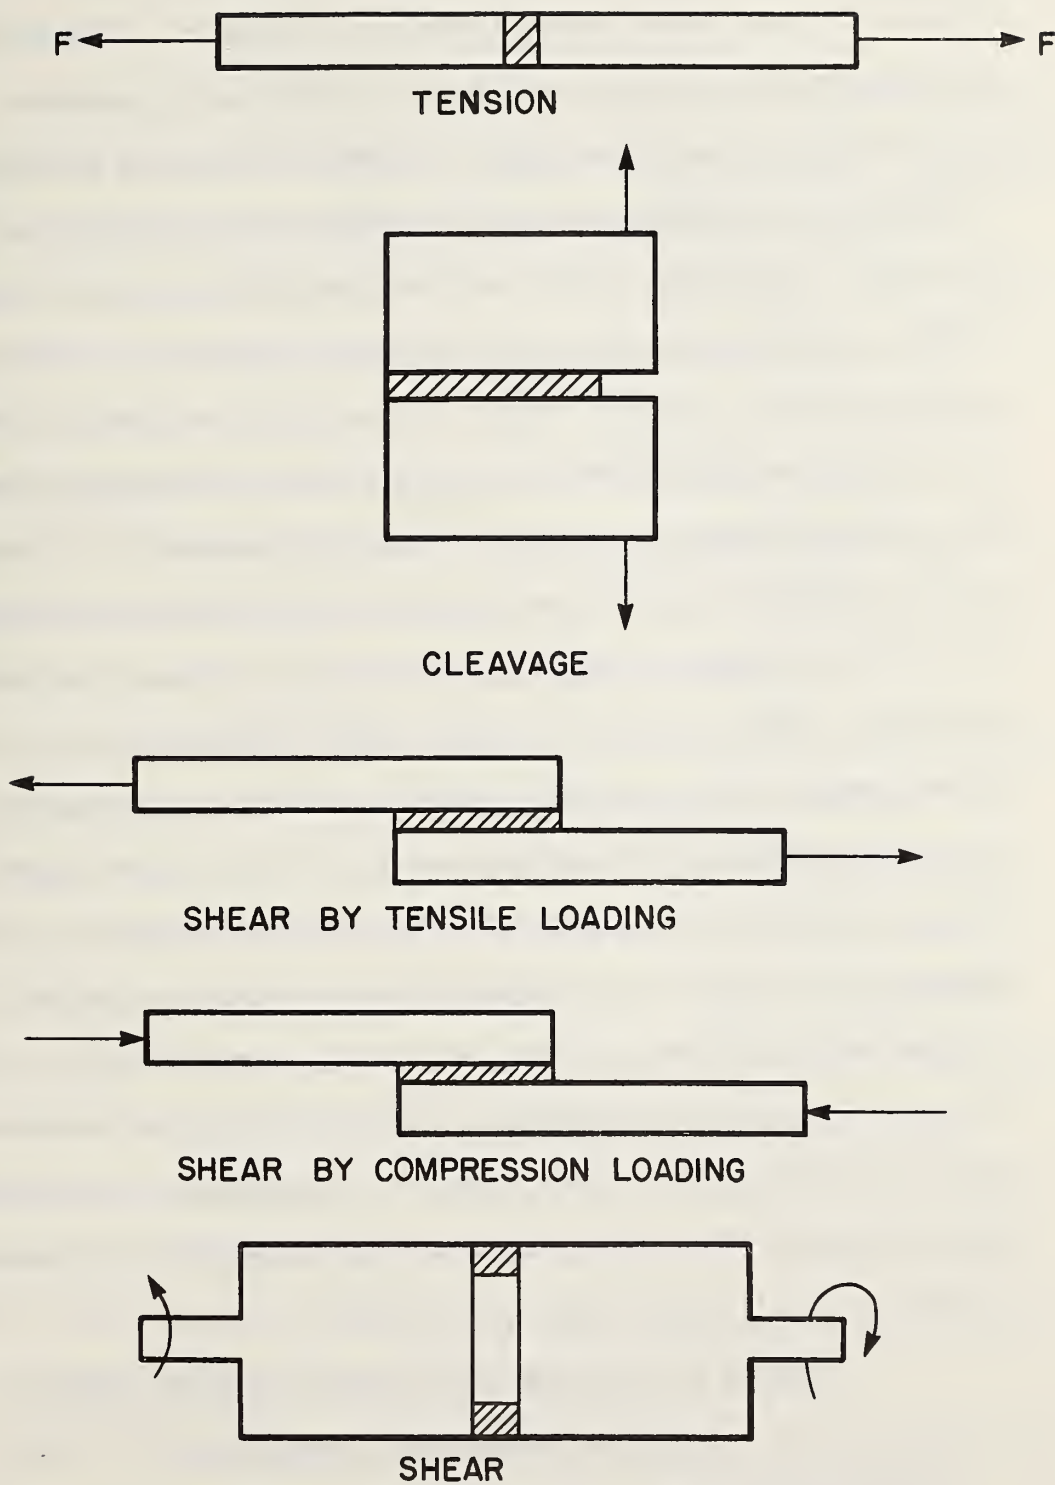 F F
TENSION
CLEAVAGE
SHEAR BY TENSILE LOADING
SHEAR BY COMPRESSION LOADING
SHEAR